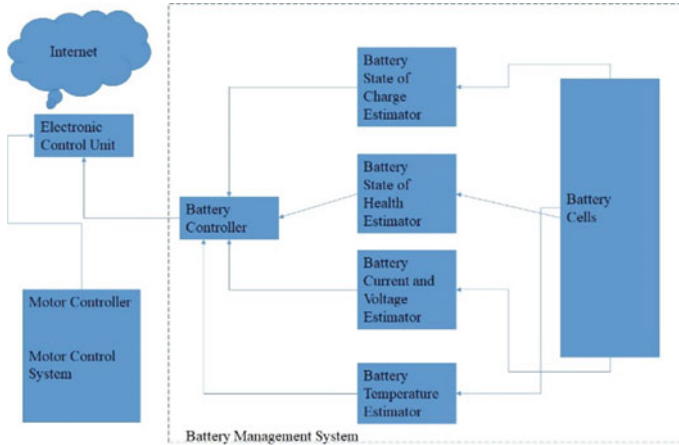 Internet
Electronic
Control Unit
Motor Controller
Motor Control
System
Battery
Controller
Battery
State of
Charge
Estimator
Battery
State of
Health
Estimator
Battery
Current and
Voltage
Estimator
Battery
Temperature
Estimator
Battery
Cells
Battery Management System